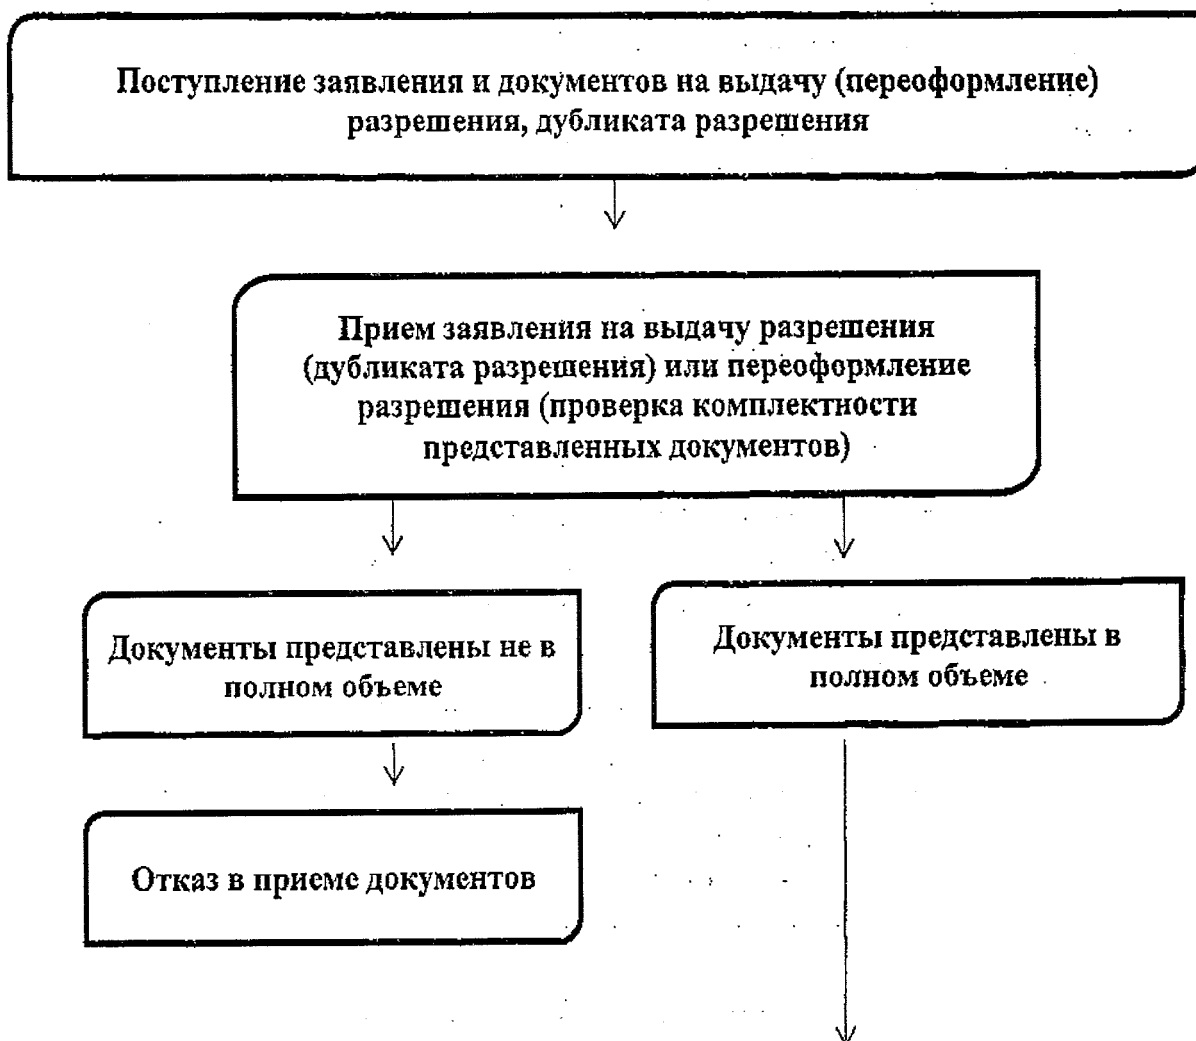 Поступление заявления и документов на выдачу (переоформление)
разрешения, дубликата разрешения
Прием заявления на выдачу разрешения
(дубликата разрешения) или переоформление
разрешения (проверка комплектности
представленных документов)
Документы представлены не в
полном объеме
Документы представлены в
полном объеме
Отказ в приеме документов